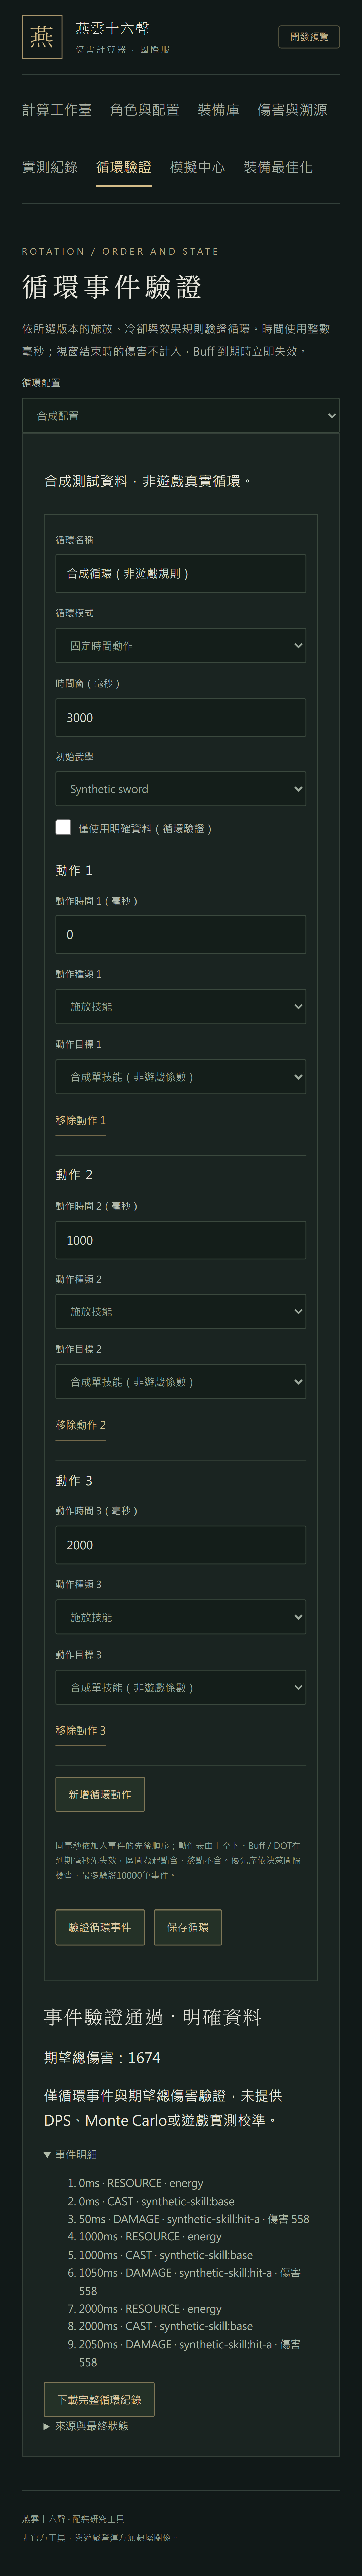 燕
燕雲十六聲
傷害計算器 · 國際服
開發預覽
計算工作臺
角色與配置
裝備庫
傷害與溯源
實測紀錄
循環驗證
模擬中心
裝備最佳化
ROTATION / ORDER AND STATE
循環事件驗證
依所選版本的施放、冷卻與效果規則驗證循環。時間使用整數
毫秒；視窗結束時的傷害不計入，Buff 到期時立即失效。
循環配置
合成配置
合成測試資料，非遊戲真實循環。
循環名稱
合成循環（非遊戲規則）
循環模式
固定時間動作
時間窗（毫秒）
3000
初始武學
Synthetic sword
僅使用明確資料（循環驗證）
動作 1
動作時間 1（毫秒）
0
動作種類 1
施放技能
動作目標 1
合成單技能（非遊戲係數）
移除動作 1
動作 2
動作時間 2（毫秒）
1000
動作種類 2
施放技能
動作目標 2
合成單技能（非遊戲係數）
移除動作 2
動作 3
動作時間 3（毫秒）
2000
動作種類 3
施放技能
動作目標 3
合成單技能（非遊戲係數）
移除動作 3
新增循環動作
同毫秒依加入事件的先後順序；動作表由上至下。Buff / DOT在
到期毫秒先失效，區間為起點含、終點不含。優先序依決策間隔
檢查，最多驗證10000筆事件。
驗證循環事件
保存循環
事件驗證通過 · 明確資料
期望總傷害：1674
僅循環事件與期望總傷害驗證，未提供
DPS、Monte Carlo或遊戲實測校準。
▼ 事件明細
1. 0ms · RESOURCE · energy
2. 0ms · CAST · synthetic-skill:base
3. 50ms · DAMAGE · synthetic-skill:hit-a · 傷害 558
4. 1000ms · RESOURCE · energy
5. 1000ms · CAST · synthetic-skill:base
6. 1050ms · DAMAGE · synthetic-skill:hit-a · 傷害
558
7. 2000ms · RESOURCE · energy
8. 2000ms · CAST · synthetic-skill:base
9. 2050ms · DAMAGE · synthetic-skill:hit-a · 傷害
558
下載完整循環紀錄
▶ 來源與最終狀態
燕雲十六聲 · 配裝研究工具
非官方工具，與遊戲營運方無隸屬關係。